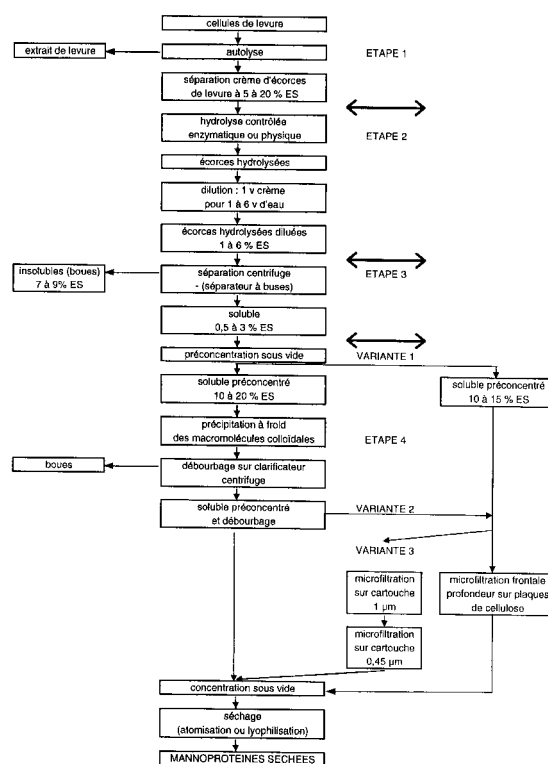 cellules de levure
extrait de levure
autolyse
ETAPE 1
séparation crème d'écorces
de levure à 5 à 20 % ES
hydrolyse contrôlée
enzymatique ou physique
ETAPE 2
écorces hydrolysées
dilution : 1 v crème
pour 1 à 6 v d'eau
écorces hydrolysées diluées
1 à 6 % ES
insolubles (boues)
7 à 9% ES
séparation centrifuge
- (séparateur à buses)
ETAPE 3
soluble
0,5 à 3 % ES
préconcentration sous vide
VARIANTE 1
soluble préconcentré
10 à 20 % ES
soluble préconcentré
10 à 15 % ES
précipitation à froid
des macromolécules colloïdales
ETAPE 4
boues
débourbage sur clarificateur
centrifuge
soluble préconcentré
et débourbage
VARIANTE 2
VARIANTE 3
microfiltration
sur cartouche
1 µm
microfiltration frontale
profondeur sur plaques
de cellulose
microfiltration
sur cartouche
0,45 µm
concentration sous vide
séchage
(atomisation ou lyophilisation)
MANNOPROTEINES SECHEES